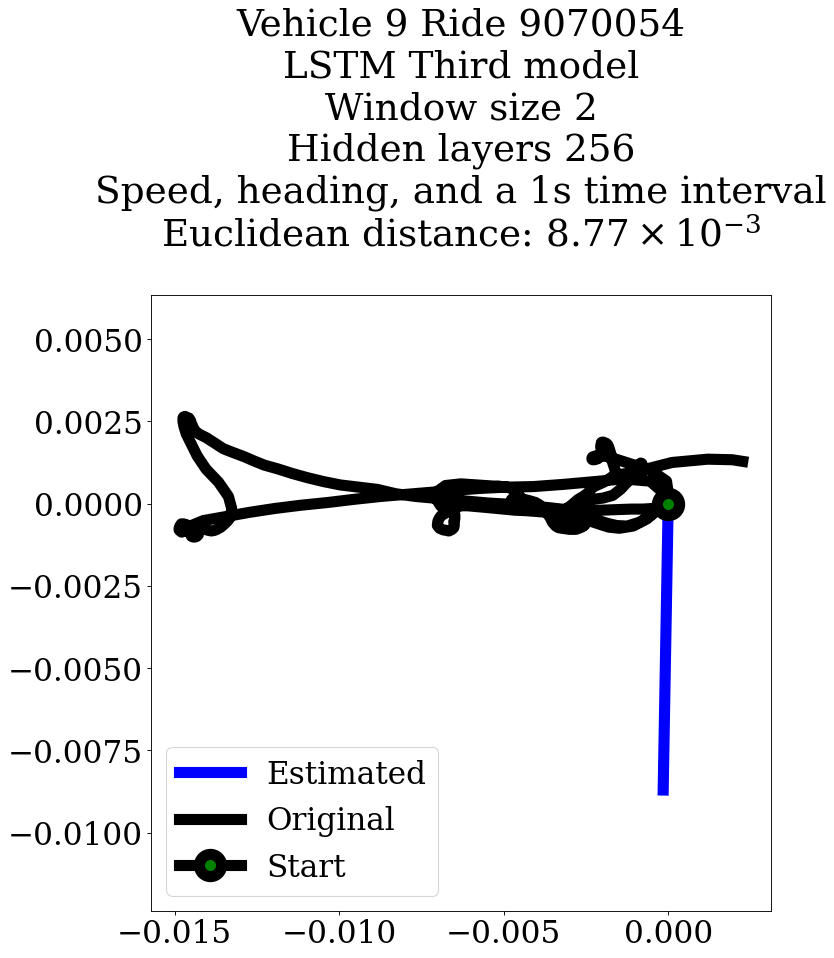 Vehicle 9 Ride 9070054
LSTM Third model
Window size 2
Hidden layers 256
Speed, heading, and a 1s time interval
Euclidean distance: 8.77 × 10⁻³
0.0050
0.0025
0.0000
−0.0025
−0.0050
−0.0075
−0.0100
Estimated
Original
Start
−0.015 −0.010 −0.005 0.000